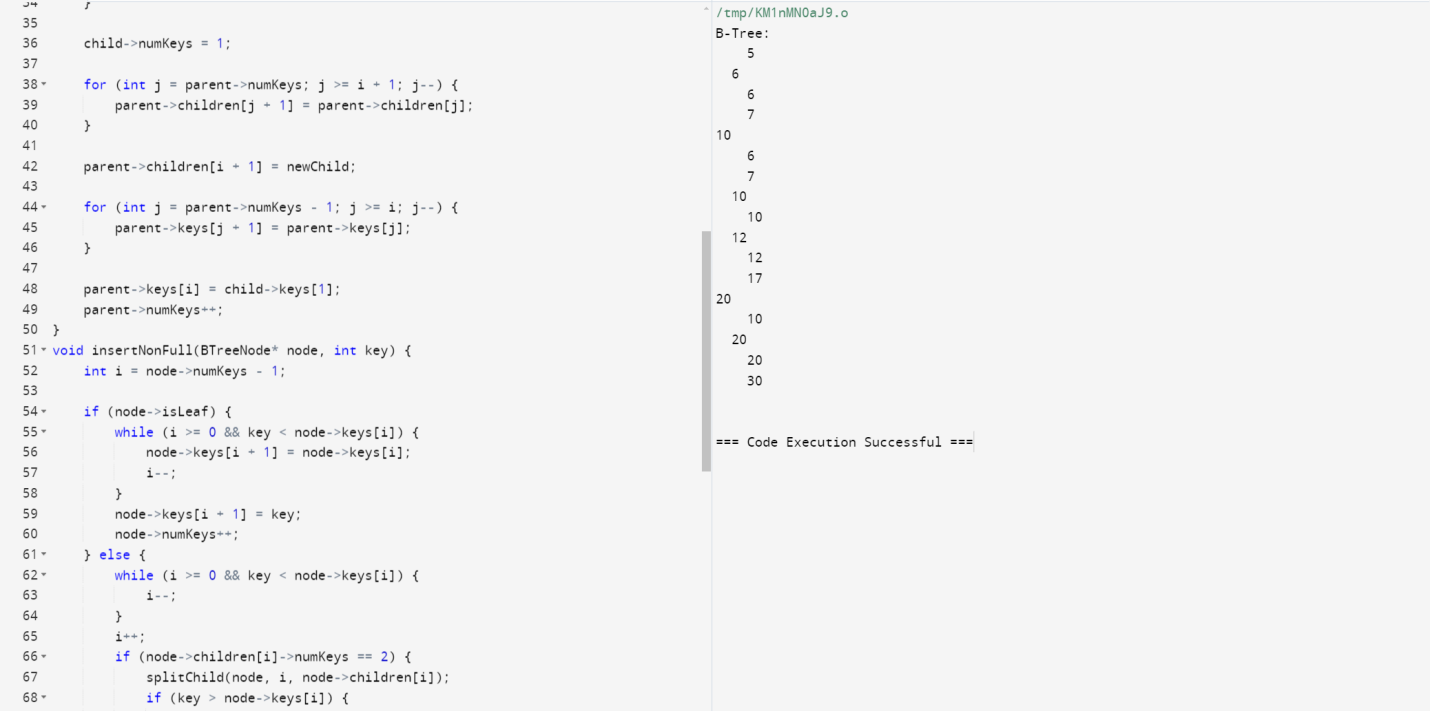 34 }
35
36 child->numKeys = 1;
37
38 for (int j = parent->numKeys; j >= i + 1; j--) {
39 parent->children[j + 1] = parent->children[j];
40 }
41
42 parent->children[i + 1] = newChild;
43
44 for (int j = parent->numKeys - 1; j >= i; j--) {
45 parent->keys[j + 1] = parent->keys[j];
46 }
47
48 parent->keys[i] = child->keys[1];
49 parent->numKeys++;
50 }
51 void insertNonFull(BTreeNode* node, int key) {
52 int i = node->numKeys - 1;
53
54 if (node->isLeaf) {
55 while (i >= 0 && key < node->keys[i]) {
56 node->keys[i + 1] = node->keys[i];
57 i--;
58 }
59 node->keys[i + 1] = key;
60 node->numKeys++;
61 } else {
62 while (i >= 0 && key < node->keys[i]) {
63 i--;
64 }
65 i++;
66 if (node->children[i]->numKeys == 2) {
67 splitChild(node, i, node->children[i]);
68 if (key > node->keys[i]) {
/tmp/KM1nMN0aJ9.o
B-Tree:
5
6
6
7
10
6
7
10
10
12
12
17
20
10
20
20
30
=== Code Execution Successful ===